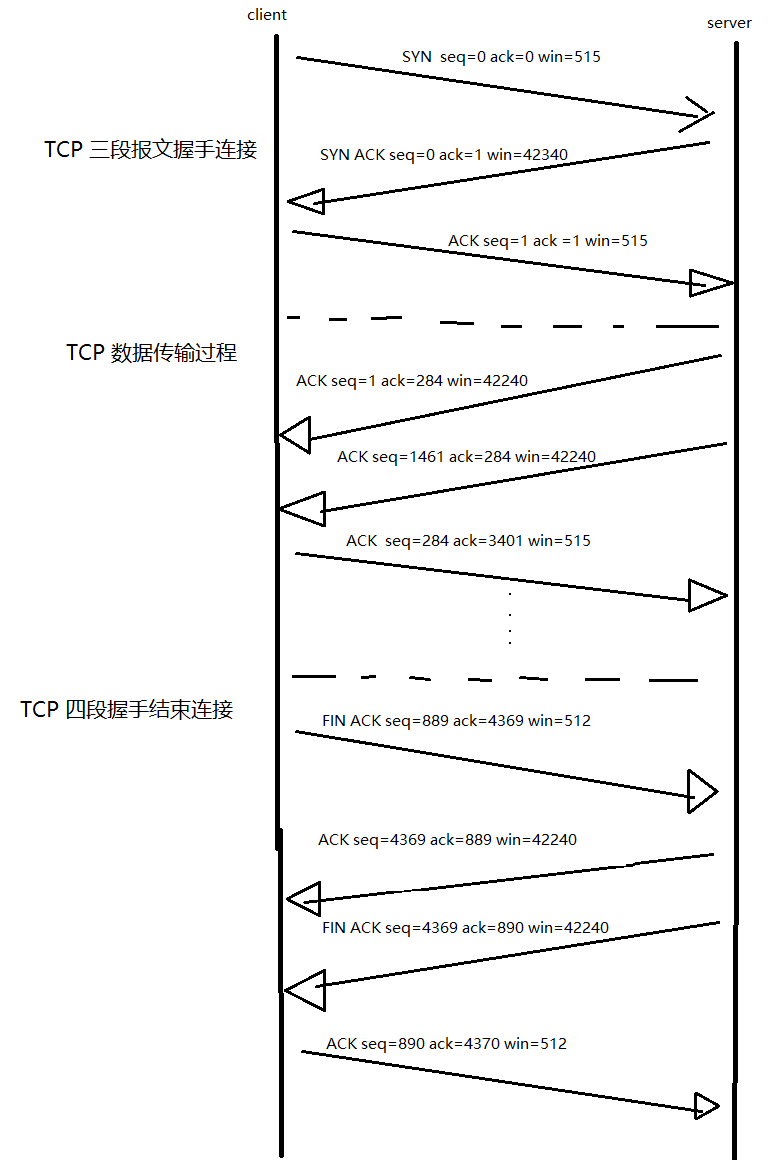 client
server
SYN  seq=0 ack=0 win=515
TCP 三段报文握手连接
SYN ACK seq=0 ack=1 win=42340
ACK seq=1 ack =1 win=515
TCP 数据传输过程
ACK seq=1 ack=284 win=42240
ACK seq=1461 ack=284 win=42240
ACK  seq=284 ack=3401 win=515
TCP 四段握手结束连接
FIN ACK seq=889 ack=4369 win=512
ACK seq=4369 ack=889 win=42240
FIN ACK seq=4369 ack=890 win=42240
ACK seq=890 ack=4370 win=512